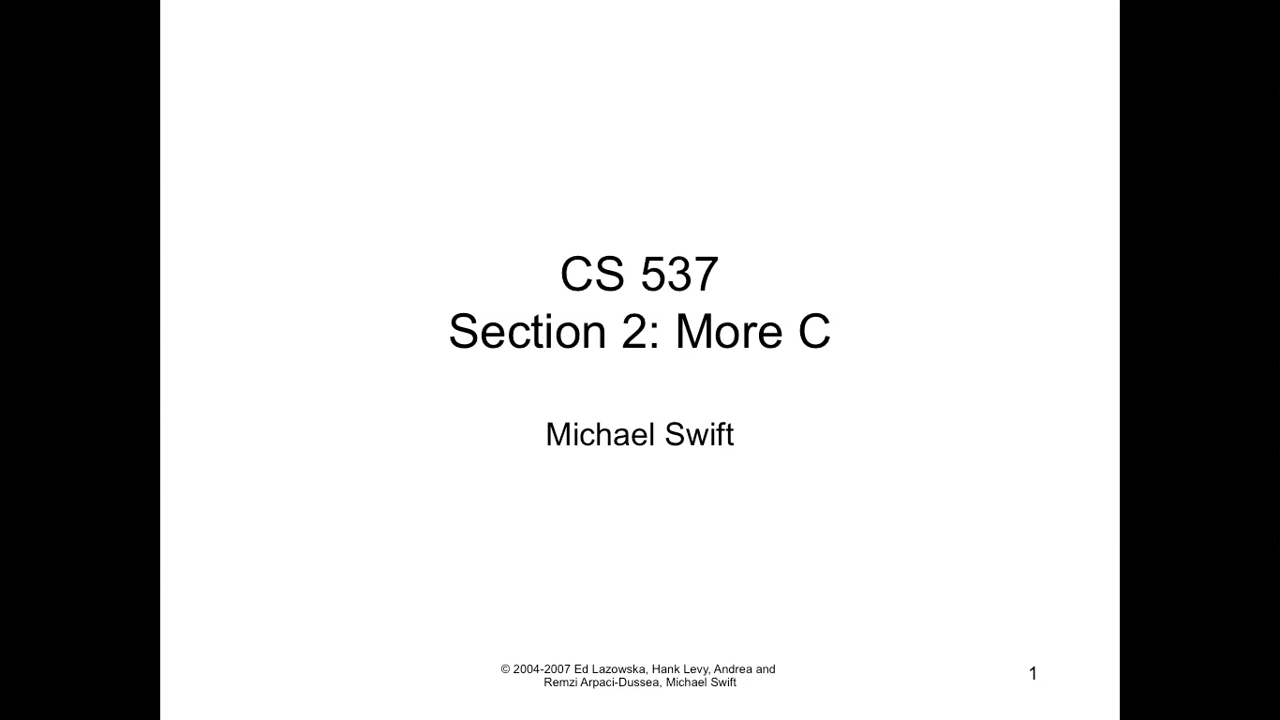 CS 537
Section 2: More C
Michael Swift
© 2004-2007 Ed Lazowska, Hank Levy, Andrea and
Remzi Arpaci-Dussea, Michael Swift
1